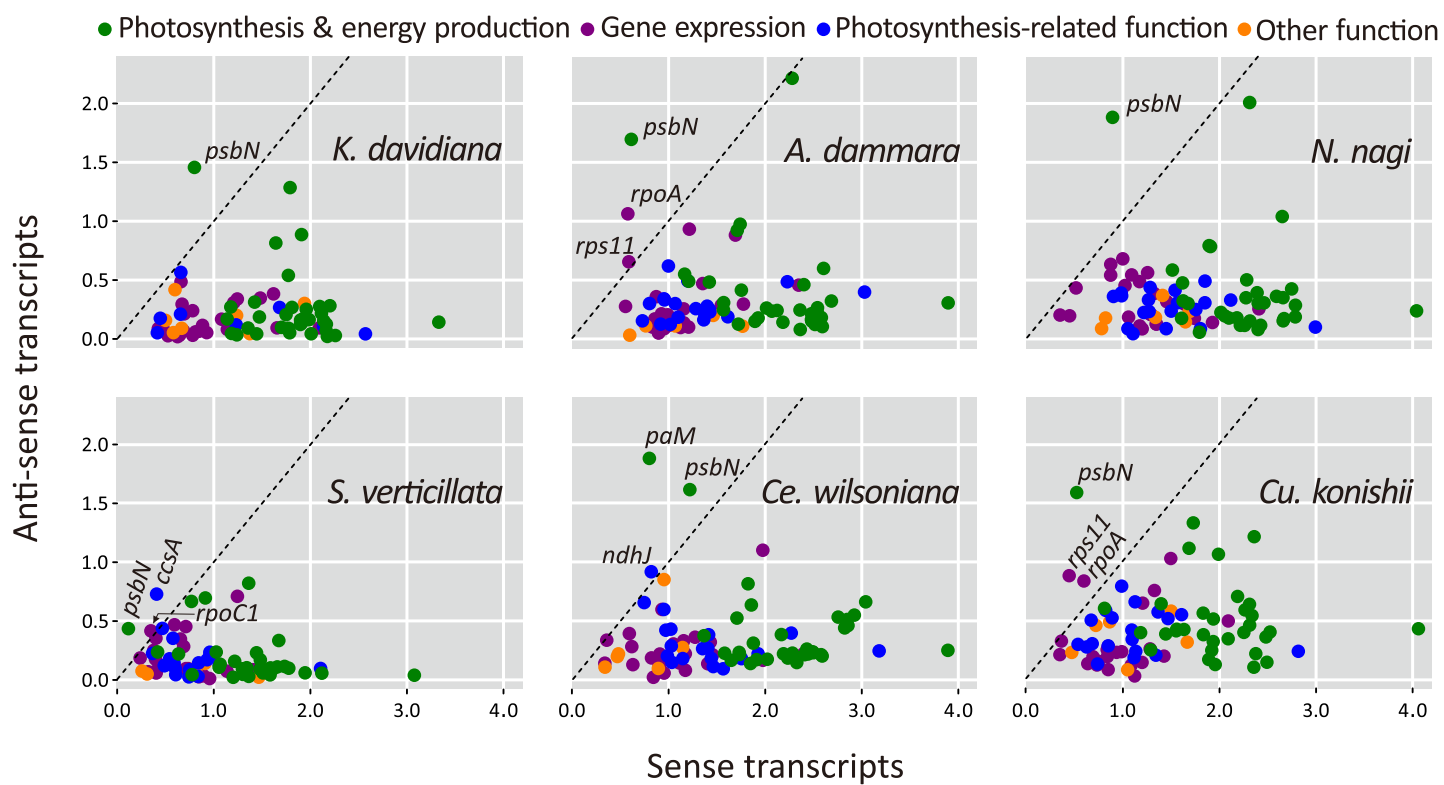 Photosynthesis & energy production Gene expression Photosynthesis-related function Other function
Anti-sense transcripts
2.0
1.5
1.0
0.5
0.0
psbN
K. davidiana
psbN
rpoA
rps11
A. dammara
psbN
N. nagi
2.0
1.5
1.0
0.5
0.0
psbN
ccsA
rpoC1
S. verticillata
paM
psbN
ndhJ
Ce. wilsoniana
psbN
rps11
rpoA
Cu. konishii
0.0 1.0 2.0 3.0 4.0 0.0 1.0 2.0 3.0 4.0 0.0 1.0 2.0 3.0 4.0
Sense transcripts